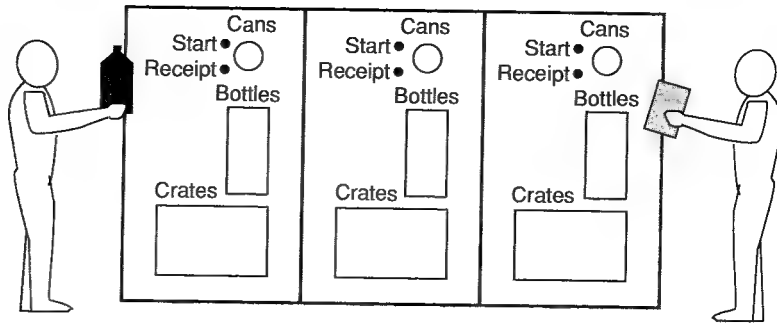 Cans
Start
Receipt
Bottles
Crates
Cans
Start
Receipt
Bottles
Crates
Cans
Start
Receipt
Bottles
Crates